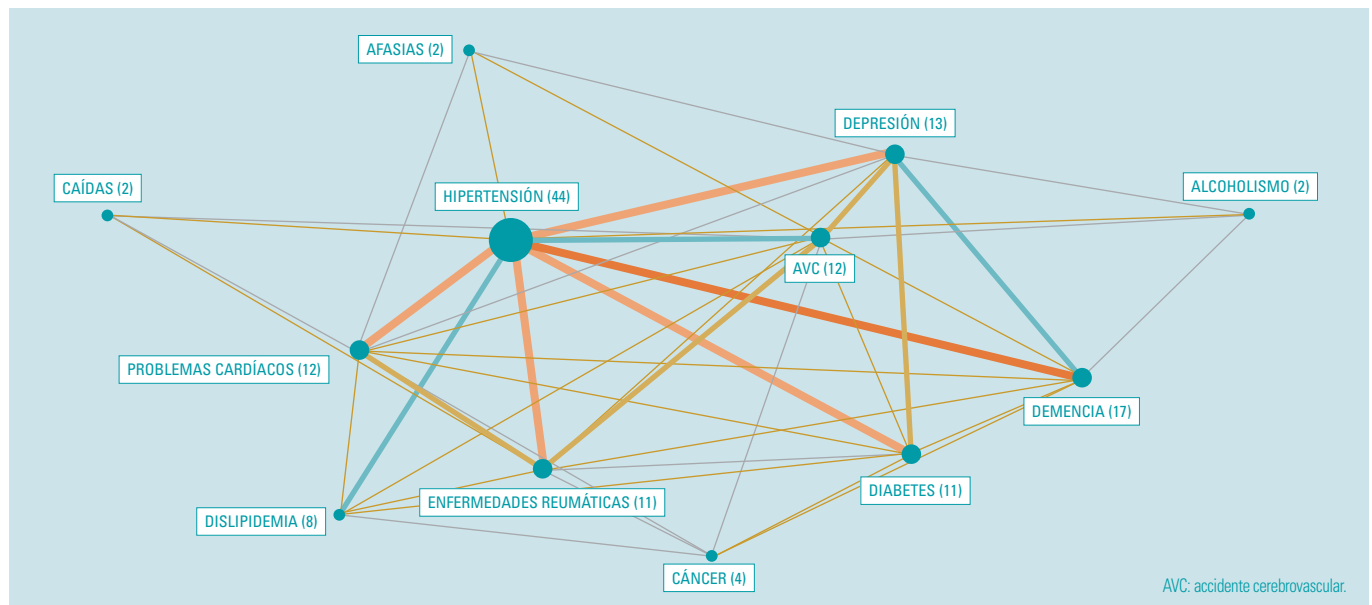 AFASIAS (2)
DEPRESIÓN (13)
CAÍDAS (2)
ALCOHOLISMO (2)
HIPERTENSIÓN (44)
AVC (12)
PROBLEMAS CARDÍACOS (12)
DEMENCIA (17)
DIABETES (11)
ENFERMEDADES REUMÁTICAS (11)
DISLIPIDEMIA (8)
CÁNCER (4)
AVC: accidente cerebrovascular.